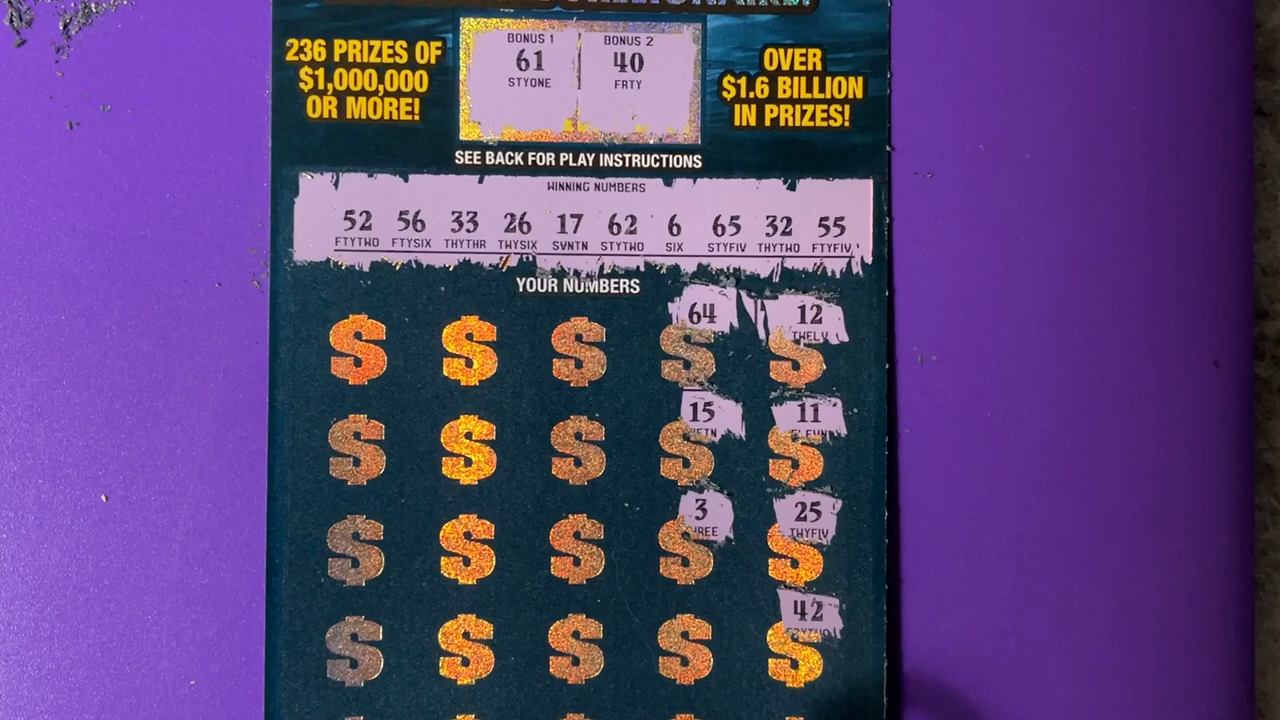 236 PRIZES OF
$1,000,000
OR MORE!
BONUS 1
61
STYONE
BONUS 2
40
FRTY
OVER
$1.6 BILLION
IN PRIZES!
SEE BACK FOR PLAY INSTRUCTIONS
WINNING NUMBERS
52 56 33 26 17 62 6 65 32 55
FTYTWO FTYSIX THYTHR TWYSIX SVNTN STYTWO SIX STYFIV THYTWO FTYFIV
YOUR NUMBERS
64 12
TWELV
$ $ $ $ $
15 11
$ $ $ $ $
3 25
TWYFIV
$ $ $ $ $
42
$ $ $ $ $